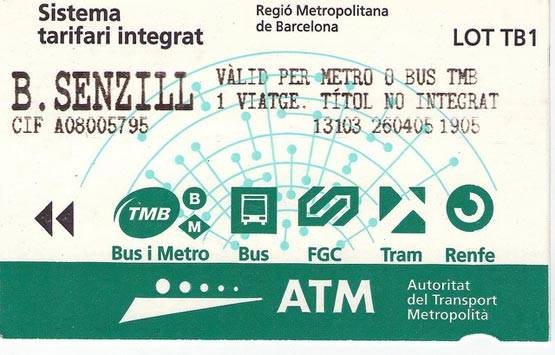 Sistema
tarifari integrat
Regió Metropolitana
de Barcelona
LOT TB1
B.SENZILL
VÀLID PER METRO O BUS TMB
1 VIATGE. TÍTOL NO INTEGRAT
CIF A08005795
13103 260405 1905
TMB
B
M
Bus i Metro
Bus
FGC
Tram
Renfe
ATM
Autoritat
del Transport
Metropolità